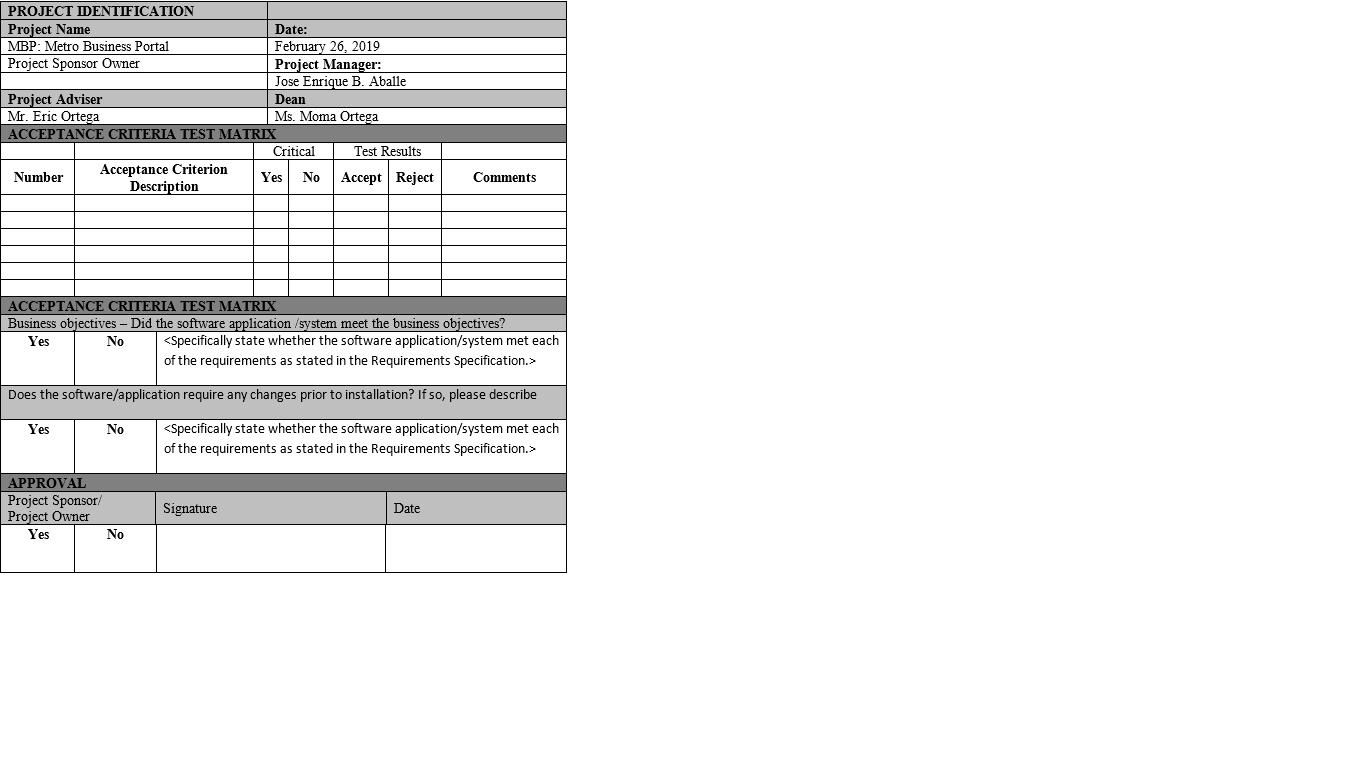 PROJECT IDENTIFICATION
Project Name Date:
MBP: Metro Business Portal February 26, 2019
Project Sponsor Owner Project Manager:
Jose Enrique B. Aballe
Project Adviser Dean
Mr. Eric Ortega Ms. Moma Ortega
ACCEPTANCE CRITERIA TEST MATRIX
Critical Test Results
Number Acceptance Criterion Description Yes No Accept Reject Comments
ACCEPTANCE CRITERIA TEST MATRIX
Business objectives – Did the software application /system meet the business objectives?
Yes No <Specifically state whether the software application/system met each
of the requirements as stated in the Requirements Specification.>
Does the software/application require any changes prior to installation? If so, please describe
Yes No <Specifically state whether the software application/system met each
of the requirements as stated in the Requirements Specification.>
APPROVAL
Project Sponsor/
Project Owner Signature Date
Yes No